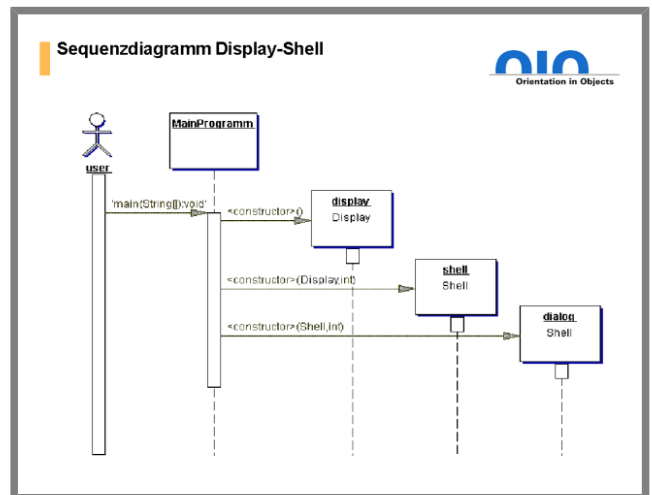 Sequenzdiagramm Display-Shell
OIO
Orientation in Objects
MainProgramm
user
'main(String[]):void'
<constructor>()
display
Display
<constructor>(Display,int)
shell
Shell
<constructor>(Shell,int)
dialog
Shell